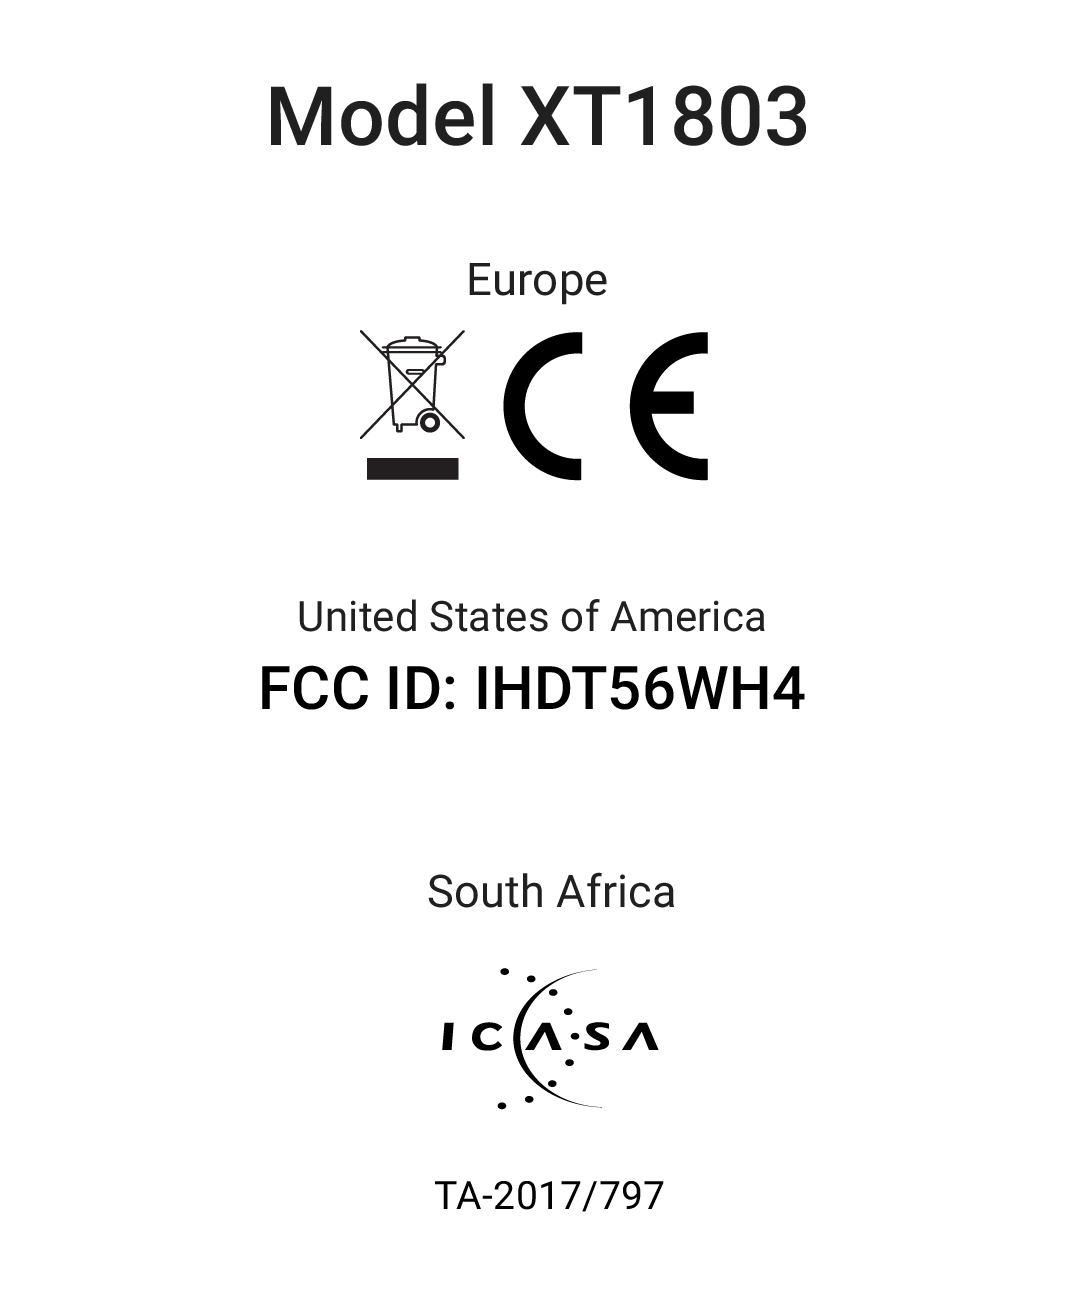 Model XT1803
Europe
CE
United States of America
FCC ID: IHDT56WH4
South Africa
ICASA
TA-2017/797